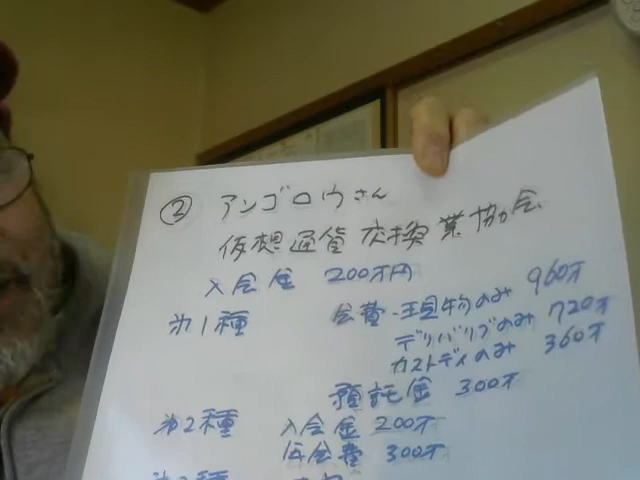 ② アンゴロウさん
仮想通貨交換業協会
入会金 200万円
第1種 会費-現物のみ 960万
デリバリブのみ 720万
カストディのみ 360万
預託金 300万
第2種 入会金 200万
年会費 300万